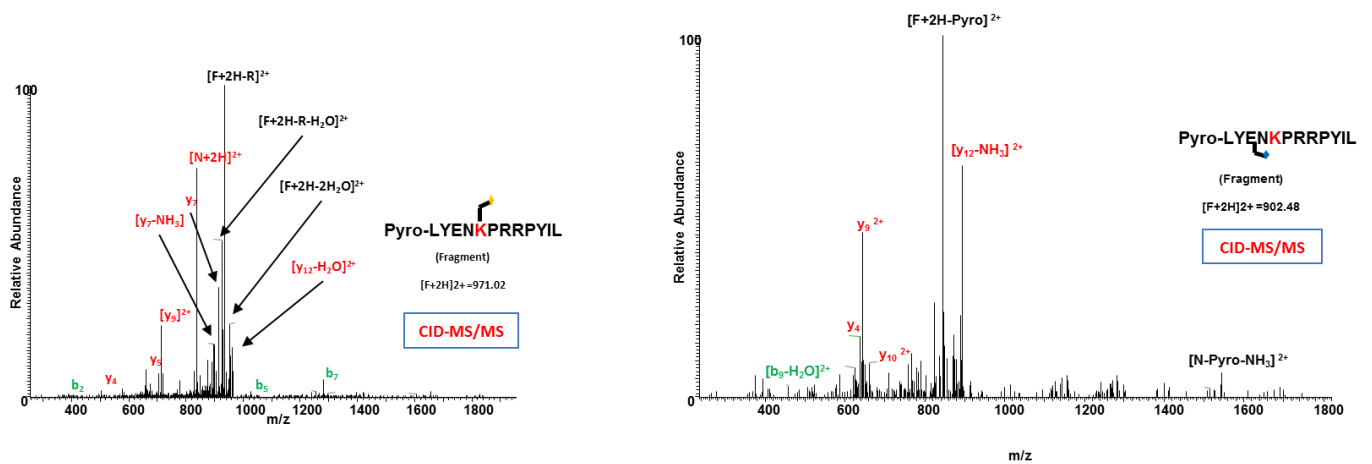 [F+2H-R]²⁺
100
[F+2H-R-H₂O]²⁺
[N+2H]²⁺
[F+2H-2H₂O]²⁺
y₇
[y₇-NH₃]
[y₁₂-H₂O]²⁺
[y₉]²⁺
y₅
b₂
y₄
b₅
b₇
0
400 600 800 1000 1200 1400 1600 1800
m/z
Relative Abundance
Pyro-LYENKPRRPYIL
(Fragment)
[F+2H]2+ =971.02
CID-MS/MS
[F+2H-Pyro] ²⁺
100
[y₁₂-NH₃] ²⁺
y₉ ²⁺
y₄
y₁₀ ²⁺
[b₉-H₂O]²⁺
[N-Pyro-NH₃] ²⁺
0
400 600 800 1000 1200 1400 1600 1800
m/z
Relative Abundance
Pyro-LYENKPRRPYIL
(Fragment)
[F+2H]2+ =902.48
CID-MS/MS